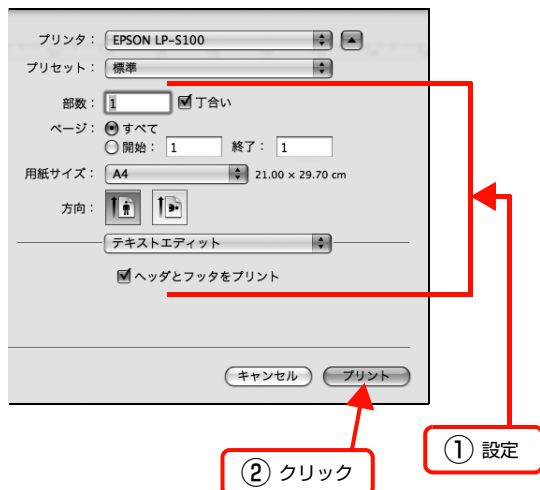 プリンタ： EPSON LP-S100
プリセット： 標準
部数： 1 丁合い
ページ： すべて
開始： 1 終了： 1
用紙サイズ： A4 21.00 × 29.70 cm
方向：
テキストエディット
ヘッダとフッタをプリント
キャンセル プリント
① 設定
② クリック